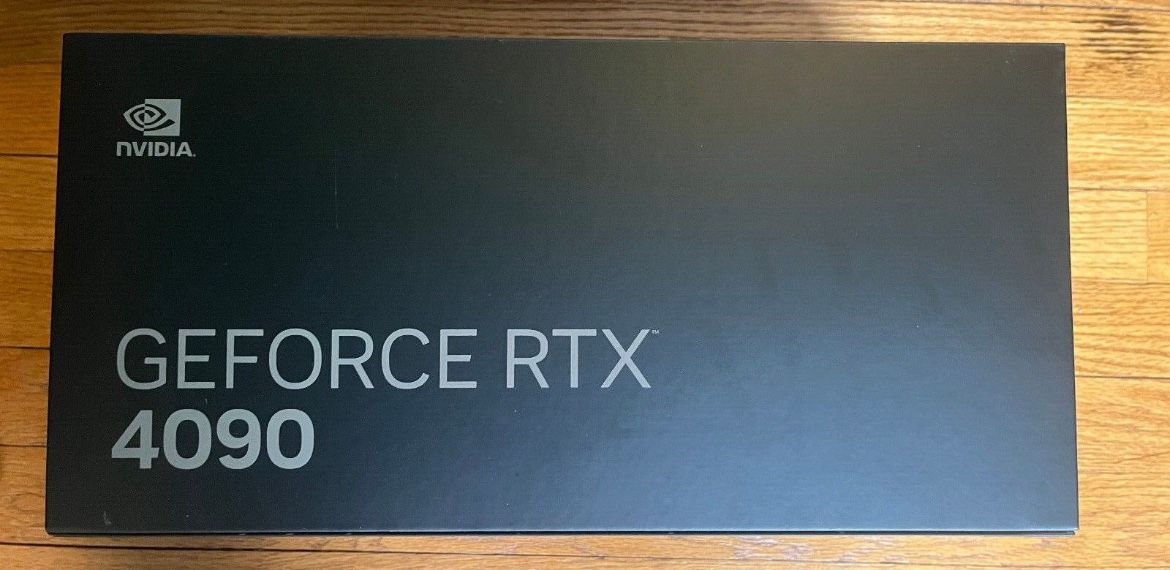 NVIDIA.
GEFORCE RTX™
4090